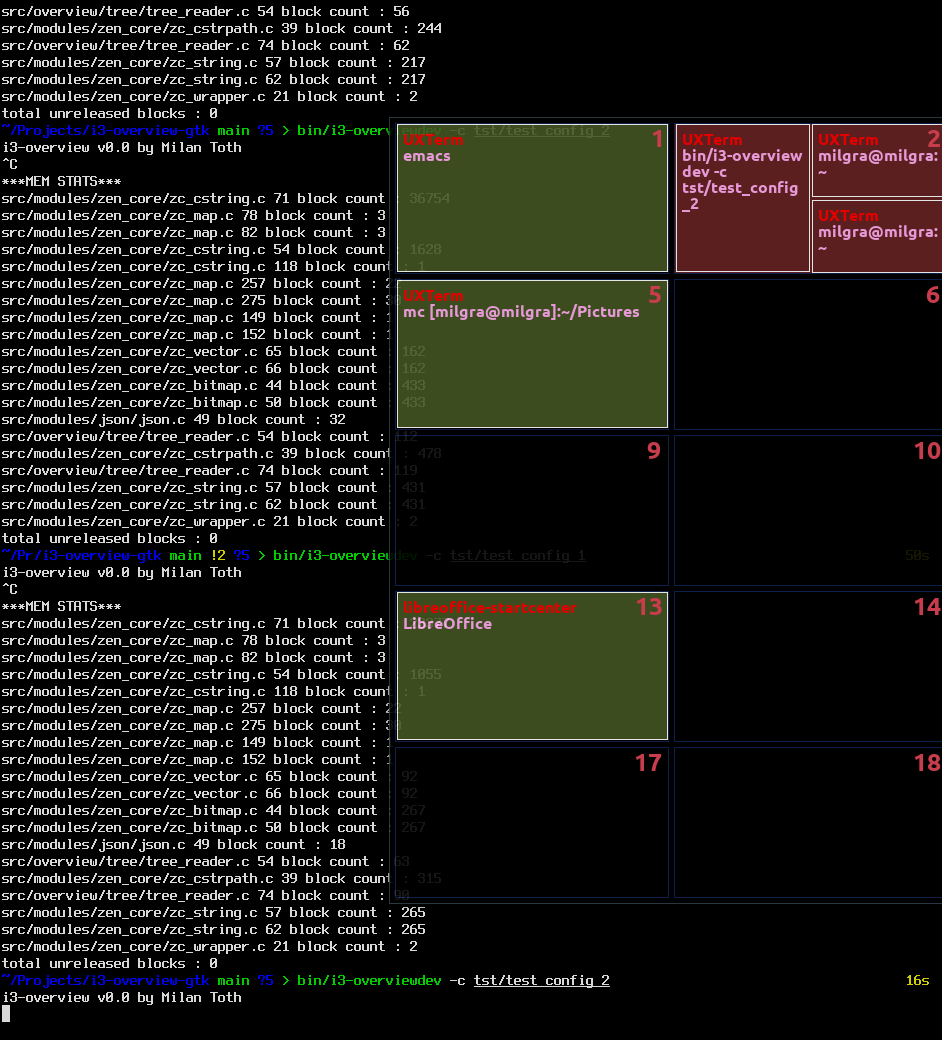 src/overview/tree/tree_reader.c 54 block count : 56
src/modules/zen_core/zc_cstrpath.c 39 block count : 244
src/overview/tree/tree_reader.c 74 block count : 62
src/modules/zen_core/zc_string.c 57 block count : 217
src/modules/zen_core/zc_string.c 62 block count : 217
src/modules/zen_core/zc_wrapper.c 21 block count : 2
total unreleased blocks : 0
~/Projects/i3-overview-gtk main ?5 > bin/i3-overviewdev -c tst/test_config_2
i3-overview v0.0 by Milan Toth
^C
***MEM STATS***
src/modules/zen_core/zc_cstring.c 71 block count : 36754
src/modules/zen_core/zc_map.c 78 block count : 3
src/modules/zen_core/zc_map.c 82 block count : 3
src/modules/zen_core/zc_cstring.c 54 block count : 1628
src/modules/zen_core/zc_cstring.c 118 block count : 1
src/modules/zen_core/zc_map.c 257 block count :
src/modules/zen_core/zc_map.c 275 block count :
src/modules/zen_core/zc_map.c 149 block count : 1
src/modules/zen_core/zc_map.c 152 block count : 1
src/modules/zen_core/zc_vector.c 65 block count : 162
src/modules/zen_core/zc_vector.c 66 block count : 162
src/modules/zen_core/zc_bitmap.c 44 block count : 433
src/modules/zen_core/zc_bitmap.c 50 block count : 433
src/modules/json/json.c 49 block count : 32
src/overview/tree/tree_reader.c 54 block count : 112
src/modules/zen_core/zc_cstrpath.c 39 block count : 478
src/overview/tree/tree_reader.c 74 block count : 119
src/modules/zen_core/zc_string.c 57 block count : 431
src/modules/zen_core/zc_string.c 62 block count : 431
src/modules/zen_core/zc_wrapper.c 21 block count : 2
total unreleased blocks : 0
~/Pr/i3-overview-gtk main !2 ?5 > bin/i3-overviewdev -c tst/test_config_1 50s
i3-overview v0.0 by Milan Toth
^C
***MEM STATS***
src/modules/zen_core/zc_cstring.c 71 block count
src/modules/zen_core/zc_map.c 78 block count : 3
src/modules/zen_core/zc_map.c 82 block count : 3
src/modules/zen_core/zc_cstring.c 54 block count : 1055
src/modules/zen_core/zc_cstring.c 118 block count : 1
src/modules/zen_core/zc_map.c 257 block count : 22
src/modules/zen_core/zc_map.c 275 block count : 30
src/modules/zen_core/zc_map.c 149 block count : 1
src/modules/zen_core/zc_map.c 152 block count : 1
src/modules/zen_core/zc_vector.c 65 block count : 92
src/modules/zen_core/zc_vector.c 66 block count : 92
src/modules/zen_core/zc_bitmap.c 44 block count : 267
src/modules/zen_core/zc_bitmap.c 50 block count : 267
src/modules/json/json.c 49 block count : 18
src/overview/tree/tree_reader.c 54 block count : 63
src/modules/zen_core/zc_cstrpath.c 39 block count : 315
src/overview/tree/tree_reader.c 74 block count : 90
src/modules/zen_core/zc_string.c 57 block count : 265
src/modules/zen_core/zc_string.c 62 block count : 265
src/modules/zen_core/zc_wrapper.c 21 block count : 2
total unreleased blocks : 0
~/Projects/i3-overview-gtk main ?5 > bin/i3-overviewdev -c tst/test_config_2 16s
i3-overview v0.0 by Milan Toth
1
UXTerm
emacs
2
UXTerm
bin/i3-overview
dev -c
tst/test_config
_2
UXTerm
milgra@milgra:
~
UXTerm
milgra@milgra:
~
5
UXTerm
mc [milgra@milgra]:~/Pictures
6
9
10
13
libreoffice-startcenter
LibreOffice
14
17
18